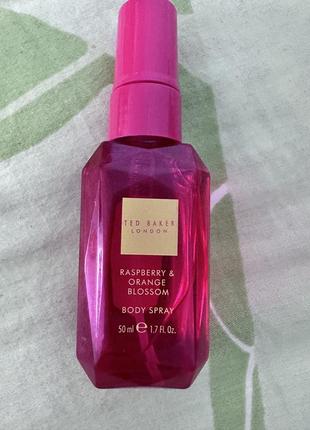 TED BAKER
LONDON
RASPBERRY &
ORANGE
BLOSSOM
BODY SPRAY
50 ml ℮ 1.7 Fl. Oz.